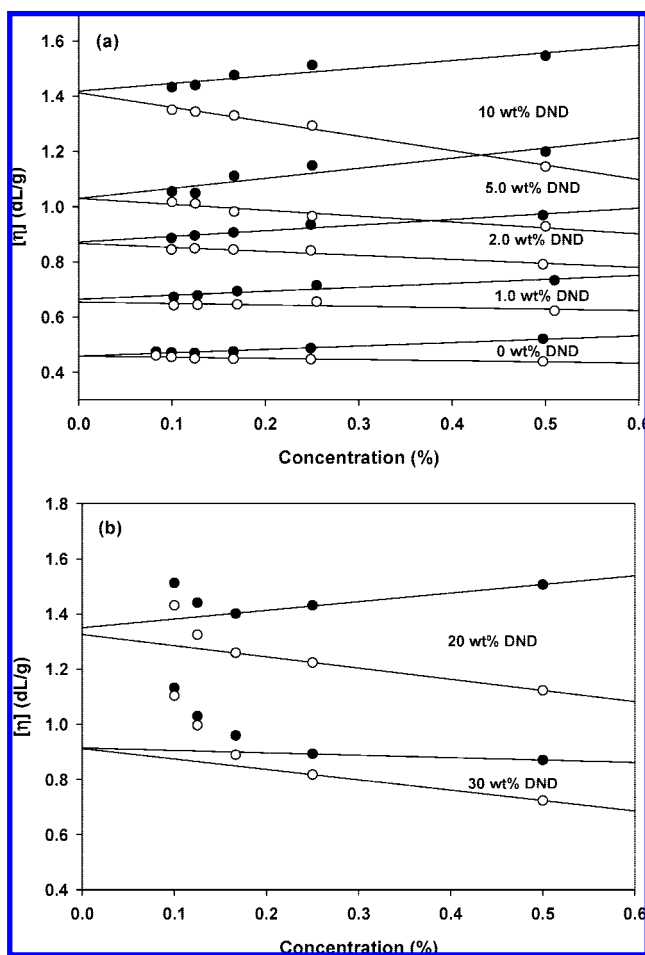 (a)
1.6
1.4
1.2
1.0
0.8
0.6
0.4
[η] (dL/g)
10 wt% DND
5.0 wt% DND
2.0 wt% DND
1.0 wt% DND
0 wt% DND
0.0 0.1 0.2 0.3 0.4 0.5 0.6
Concentration (%)
(b)
1.8
1.6
1.4
1.2
1.0
0.8
0.6
0.4
[η] (dL/g)
20 wt% DND
30 wt% DND
0.0 0.1 0.2 0.3 0.4 0.5 0.6
Concentration (%)